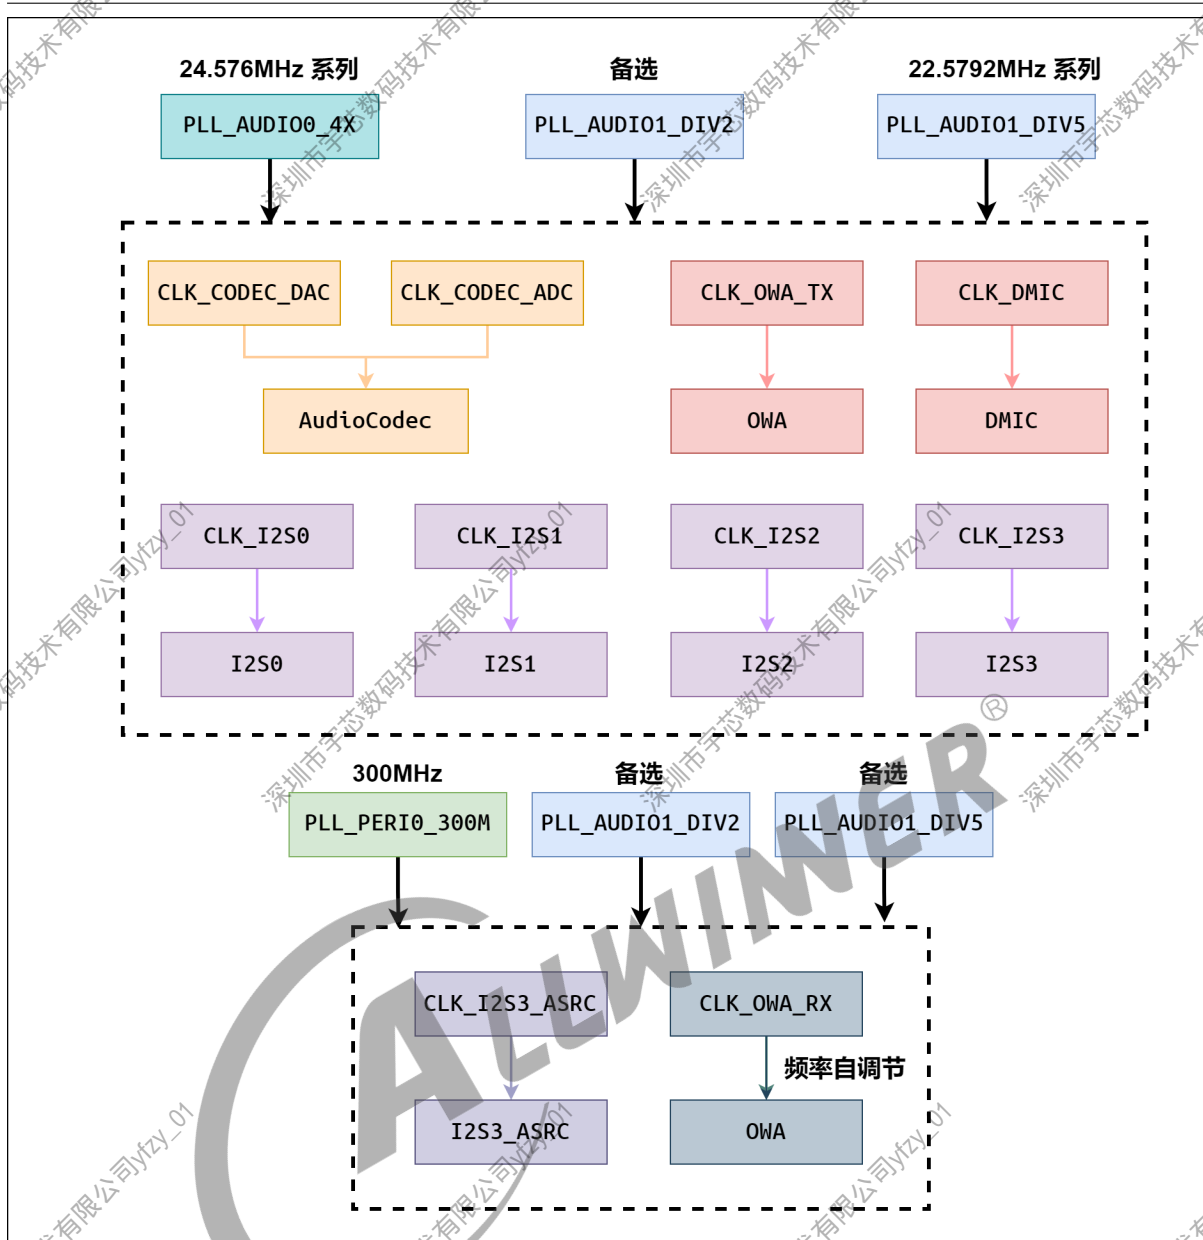 24.576MHz 系列 备选 22.5792MHz 系列
PLL_AUDIO0_4X PLL_AUDIO1_DIV2 PLL_AUDIO1_DIV5
CLK_CODEC_DAC CLK_CODEC_ADC CLK_OWA_TX CLK_DMIC
AudioCodec OWA DMIC
CLK_I2S0 CLK_I2S1 CLK_I2S2 CLK_I2S3
I2S0 I2S1 I2S2 I2S3
300MHz 备选 备选
PLL_PERI0_300M PLL_AUDIO1_DIV2 PLL_AUDIO1_DIV5
CLK_I2S3_ASRC CLK_OWA_RX
频率自调节
I2S3_ASRC OWA
ALLWINNER®
深圳市宇芯数码技术有限公司yfzy_01